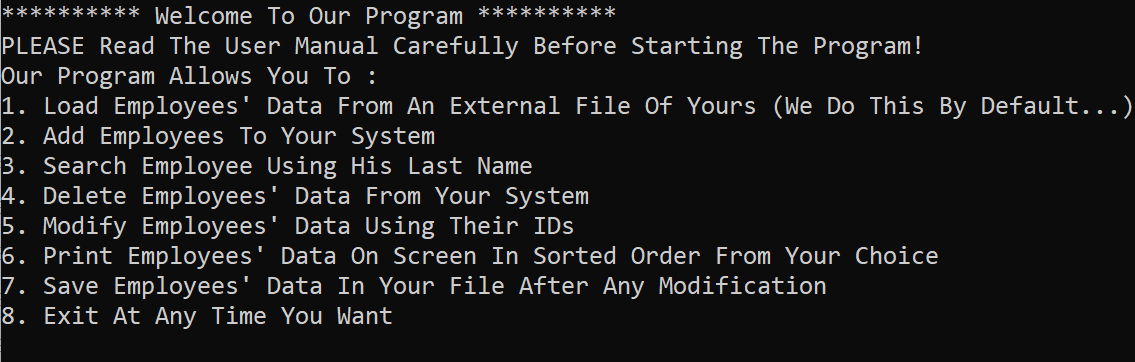 ********** Welcome To Our Program **********
PLEASE Read The User Manual Carefully Before Starting The Program!
Our Program Allows You To :
1. Load Employees' Data From An External File Of Yours (We Do This By Default...)
2. Add Employees To Your System
3. Search Employee Using His Last Name
4. Delete Employees' Data From Your System
5. Modify Employees' Data Using Their IDs
6. Print Employees' Data On Screen In Sorted Order From Your Choice
7. Save Employees' Data In Your File After Any Modification
8. Exit At Any Time You Want